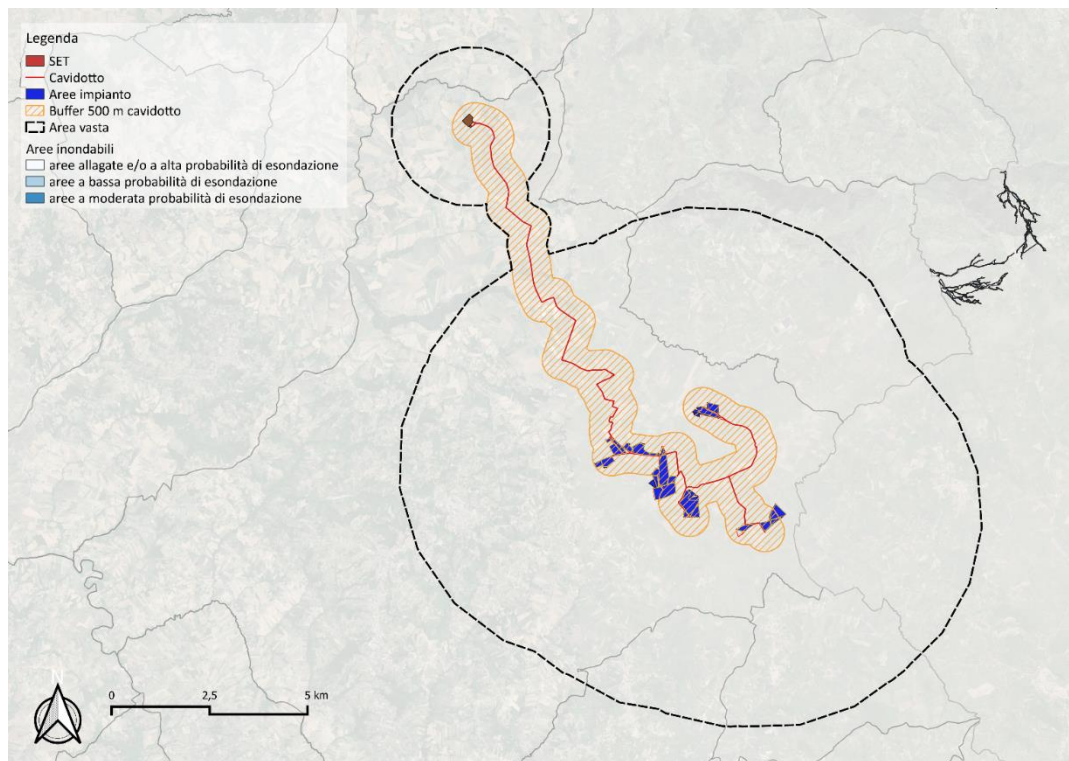 Legenda
SET
Cavidotto
Aree impianto
Buffer 500 m cavidotto
Area vasta
Aree inondabili
aree allagate e/o a alta probabilità di esondazione
aree a bassa probabilità di esondazione
aree a moderata probabilità di esondazione
N
0 2,5 5 km